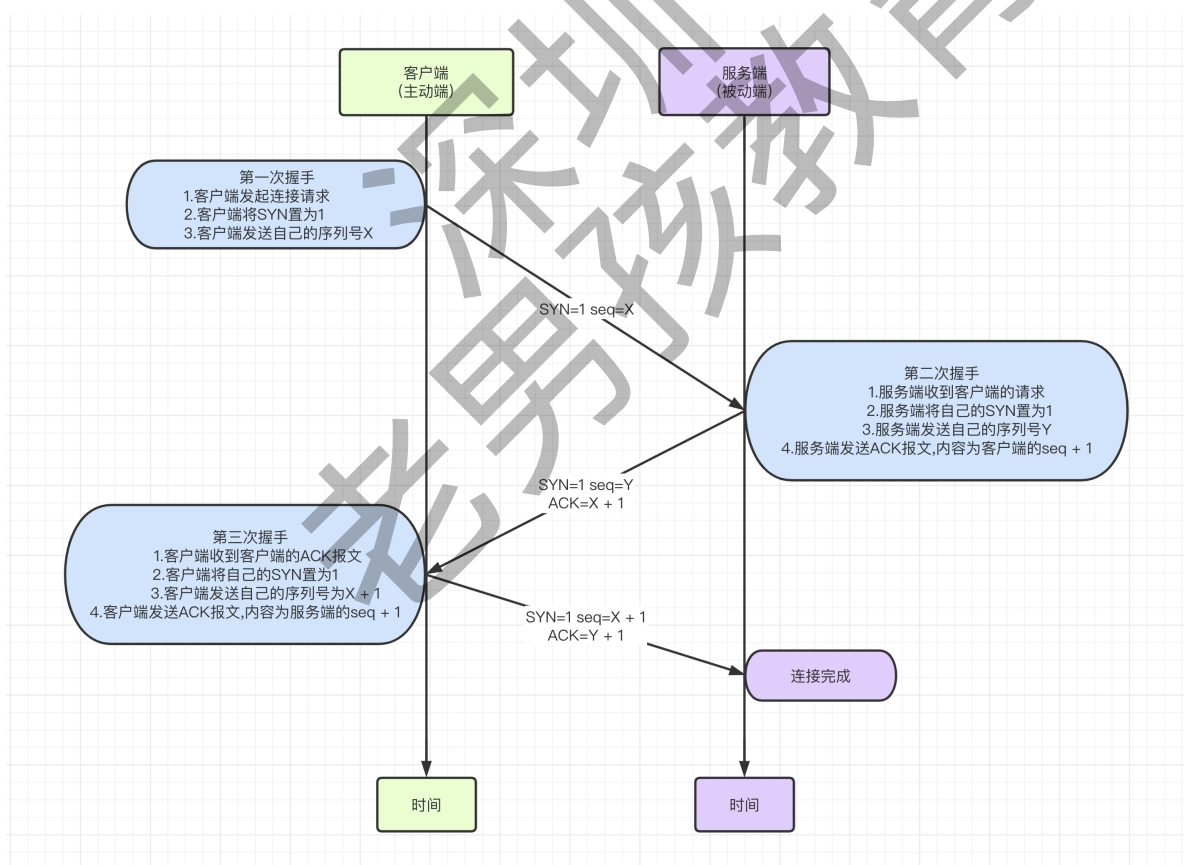 客户端
(主动端)
服务端
(被动端)
第一次握手
1.客户端发起连接请求
2.客户端将SYN置为1
3.客户端发送自己的序列号X
SYN=1 seq=X
第二次握手
1.服务端收到客户端的请求
2.服务端将自己的SYN置为1
3.服务端发送自己的序列号Y
4.服务端发送ACK报文,内容为客户端的seq + 1
SYN=1 seq=Y
ACK=X + 1
第三次握手
1.客户端收到客户端的ACK报文
2.客户端将自己的SYN置为1
3.客户端发送自己的序列号为X + 1
4.客户端发送ACK报文,内容为服务端的seq + 1
SYN=1 seq=X + 1
ACK=Y + 1
连接完成
时间
时间
深圳
老男孩教育